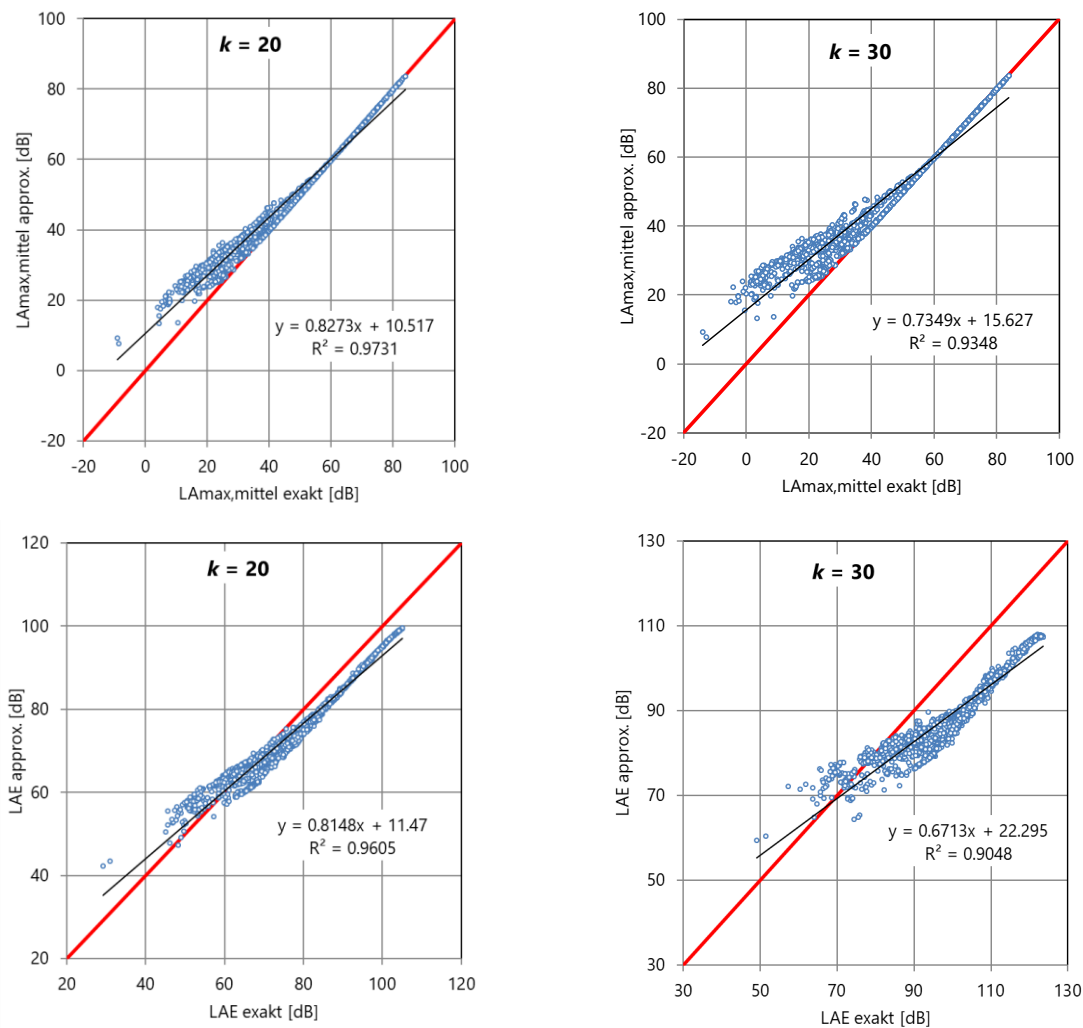 k = 20
LAmax,mittel approx. [dB]
100
80
60
40
20
0
-20
y = 0.8273x + 10.517
R² = 0.9731
-20 0 20 40 60 80 100
LAmax,mittel exakt [dB]
k = 30
LAmax,mittel approx. [dB]
100
80
60
40
20
0
-20
y = 0.7349x + 15.627
R² = 0.9348
-20 0 20 40 60 80 100
LAmax,mittel exakt [dB]
k = 20
LAE approx. [dB]
120
100
80
60
40
20
y = 0.8148x + 11.47
R² = 0.9605
20 40 60 80 100 120
LAE exakt [dB]
k = 30
LAE approx. [dB]
130
110
90
70
50
30
y = 0.6713x + 22.295
R² = 0.9048
30 50 70 90 110 130
LAE exakt [dB]